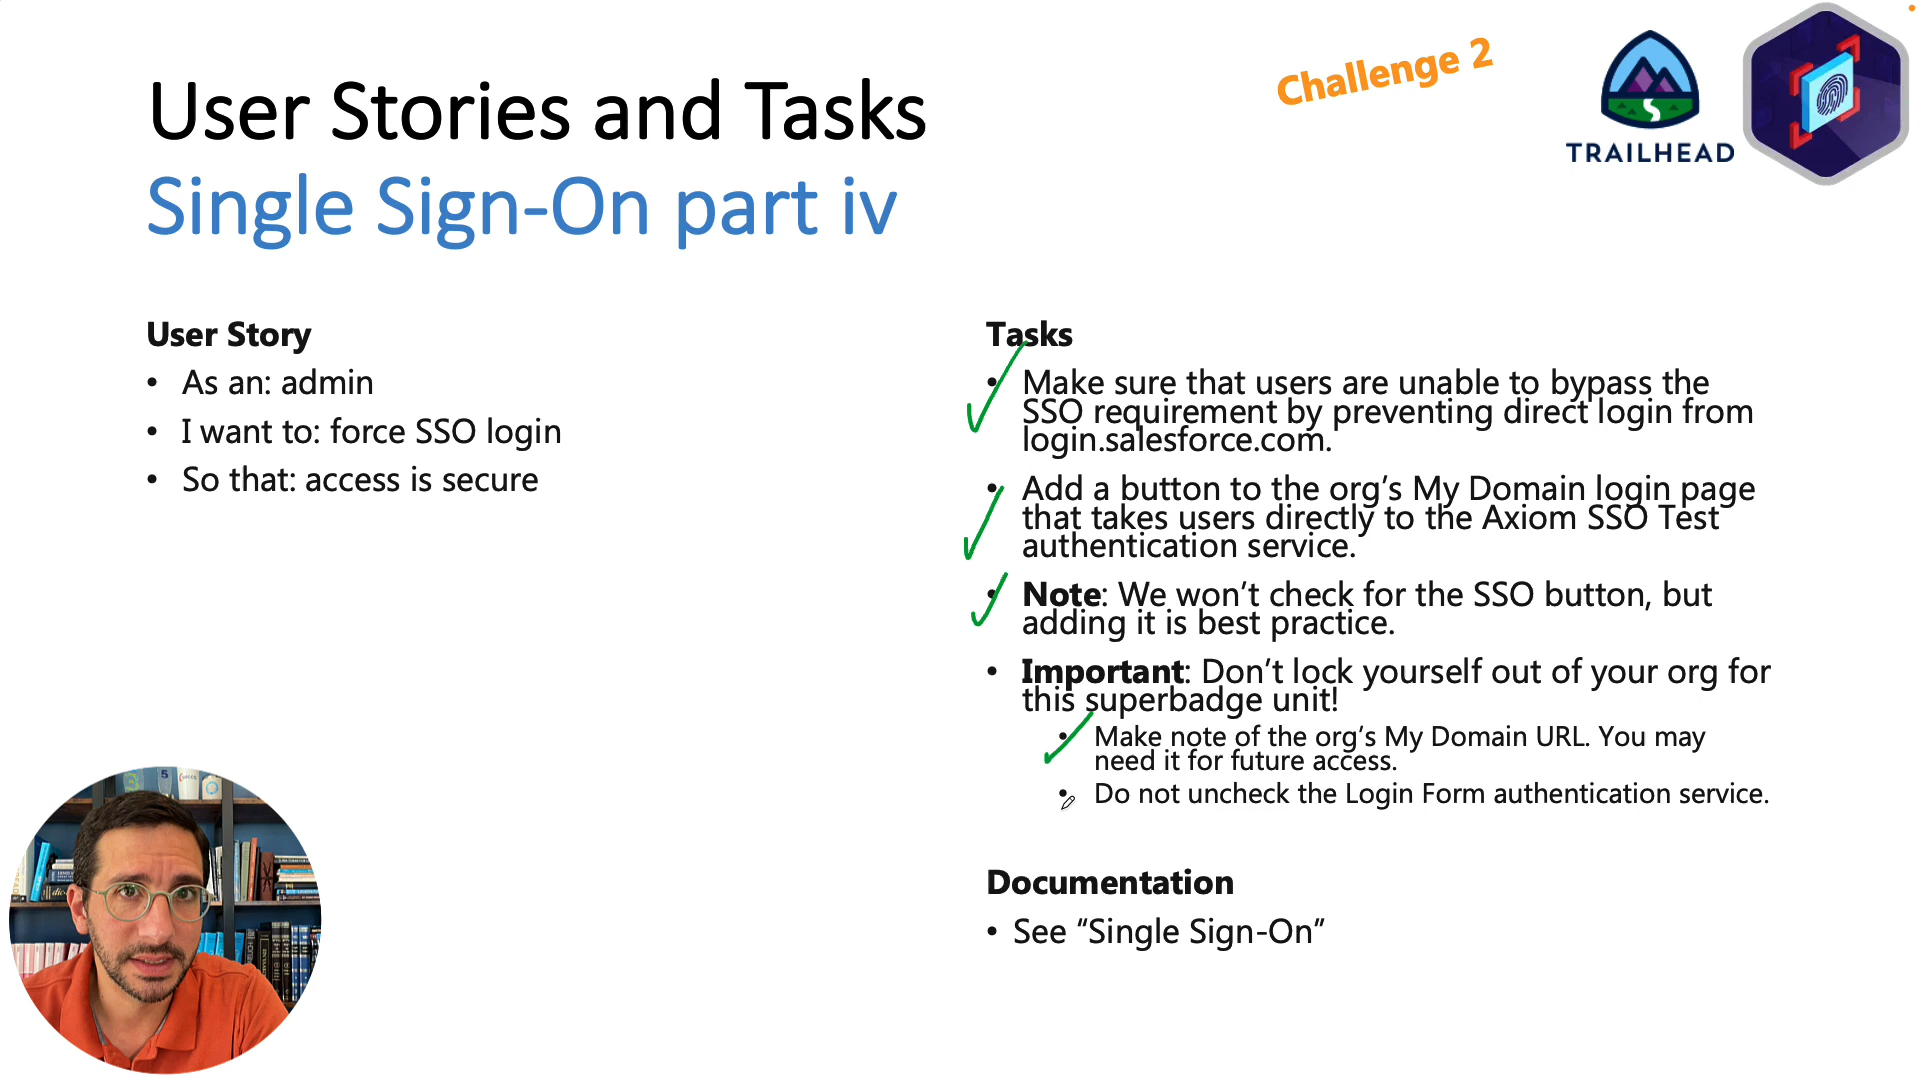 Challenge 2
TRAILHEAD
User Stories and Tasks
Single Sign-On part iv
User Story
• As an: admin
• I want to: force SSO login
• So that: access is secure
Tasks
• Make sure that users are unable to bypass the
SSO requirement by preventing direct login from
login.salesforce.com.
• Add a button to the org’s My Domain login page
that takes users directly to the Axiom SSO Test
authentication service.
• Note: We won’t check for the SSO button, but
adding it is best practice.
• Important: Don’t lock yourself out of your org for
this superbadge unit!
• Make note of the org’s My Domain URL. You may
need it for future access.
• Do not uncheck the Login Form authentication service.
Documentation
• See “Single Sign-On”